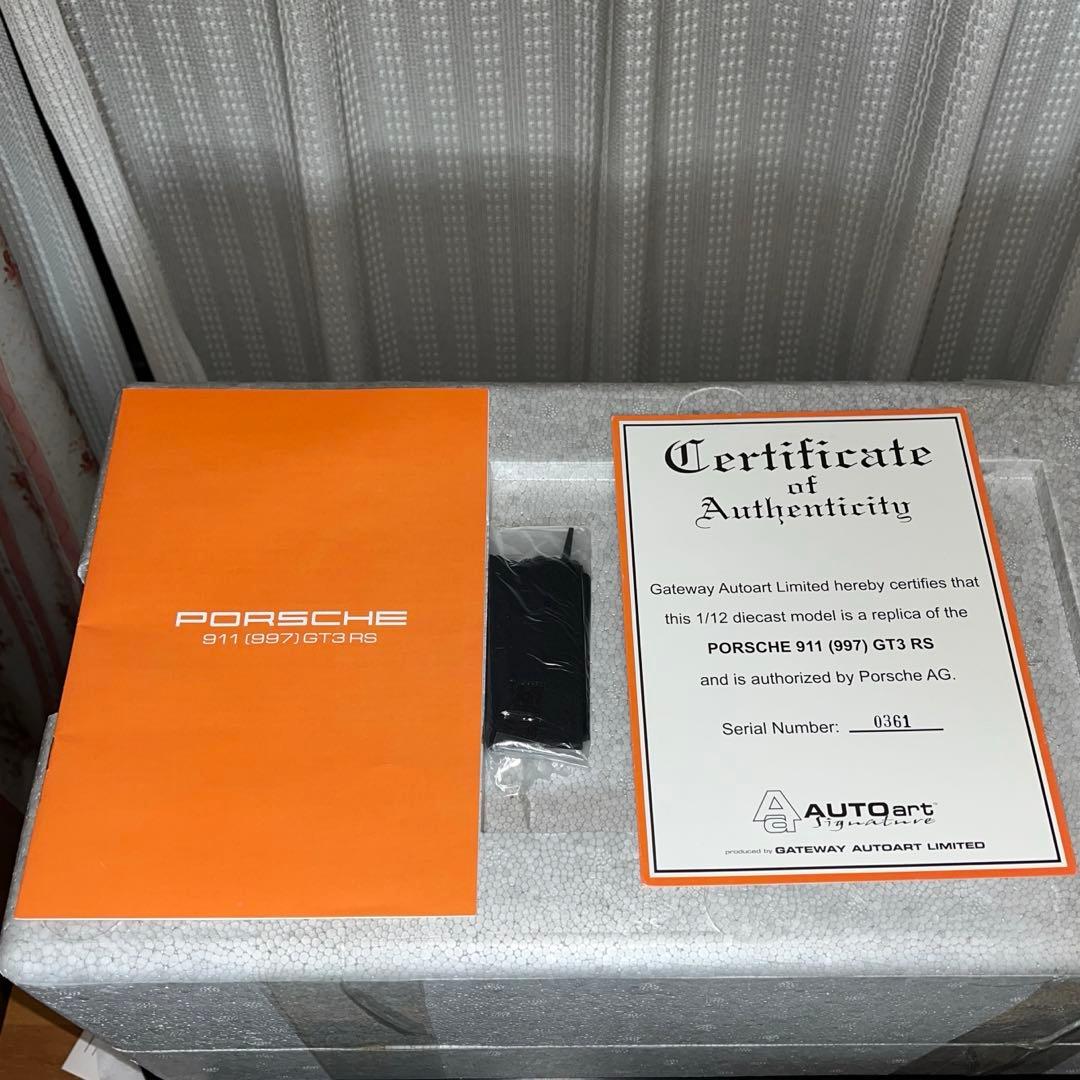 PORSCHE
911 (997) GT3 RS
Certificate
of
Authenticity
Gateway Autoart Limited hereby certifies that
this 1/12 diecast model is a replica of the
PORSCHE 911 (997) GT3 RS
and is authorized by Porsche AG.
Serial Number: 0361
Aa AUTOart™
Signature
produced by GATEWAY AUTOART LIMITED